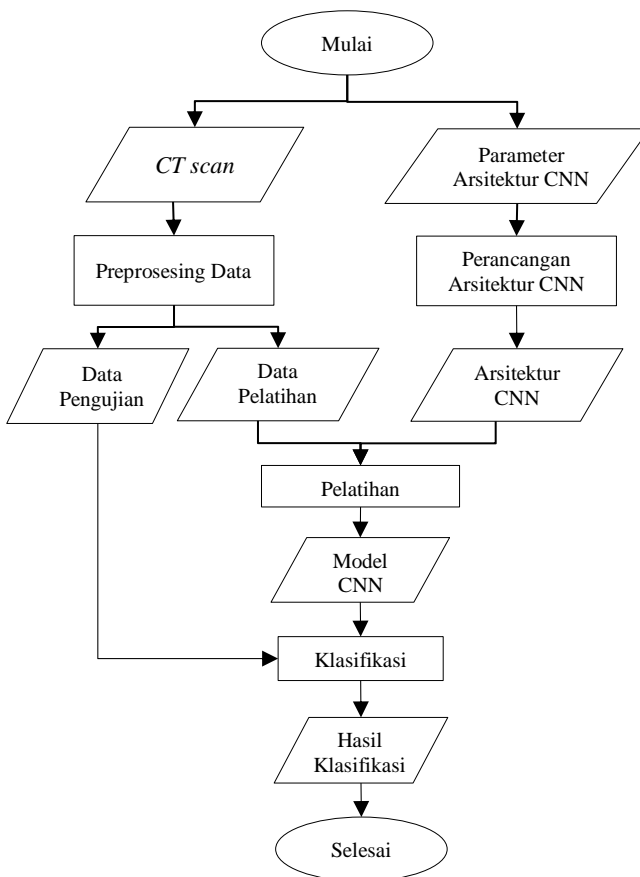 Mulai
CT scan
Parameter
Arsitektur CNN
Preprosesing Data
Perancangan
Arsitektur CNN
Data
Pengujian
Data
Pelatihan
Arsitektur
CNN
Pelatihan
Model
CNN
Klasifikasi
Hasil
Klasifikasi
Selesai